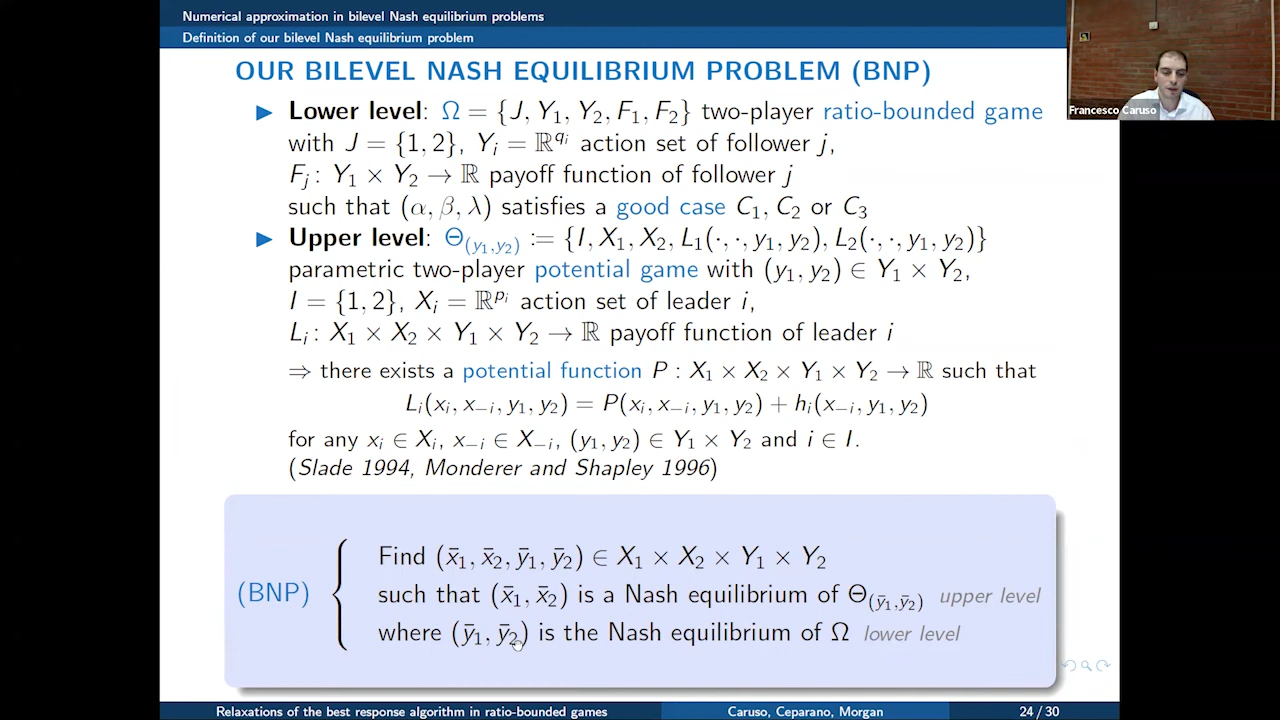 Numerical approximation in bilevel Nash equilibrium problems
Definition of our bilevel Nash equilibrium problem
OUR BILEVEL NASH EQUILIBRIUM PROBLEM (BNP)
▶ Lower level: Ω = {J, Y₁, Y₂, F₁, F₂} two-player ratio-bounded game
with J = {1, 2}, Yᵢ = ℝ^{qᵢ} action set of follower j,
Fⱼ : Y₁ × Y₂ → ℝ payoff function of follower j
such that (α, β, λ) satisfies a good case C₁, C₂ or C₃
▶ Upper level: Θ_{(y₁,y₂)} := {I, X₁, X₂, L₁(·, ·, y₁, y₂), L₂(·, ·, y₁, y₂)}
parametric two-player potential game with (y₁, y₂) ∈ Y₁ × Y₂,
I = {1, 2}, Xᵢ = ℝ^{pᵢ} action set of leader i,
Lᵢ : X₁ × X₂ × Y₁ × Y₂ → ℝ payoff function of leader i
⇒ there exists a potential function P : X₁ × X₂ × Y₁ × Y₂ → ℝ such that
Lᵢ(xᵢ, x₋ᵢ, y₁, y₂) = P(xᵢ, x₋ᵢ, y₁, y₂) + hᵢ(x₋ᵢ, y₁, y₂)
for any xᵢ ∈ Xᵢ, x₋ᵢ ∈ X₋ᵢ, (y₁, y₂) ∈ Y₁ × Y₂ and i ∈ I.
(Slade 1994, Monderer and Shapley 1996)
Find (x̄₁, x̄₂, ȳ₁, ȳ₂) ∈ X₁ × X₂ × Y₁ × Y₂
(BNP) { such that (x̄₁, x̄₂) is a Nash equilibrium of Θ_{(ȳ₁,ȳ₂)} upper level
where (ȳ₁, ȳ₂) is the Nash equilibrium of Ω lower level
Relaxations of the best response algorithm in ratio-bounded games
Caruso, Ceparano, Morgan
24 / 30
Francesco Caruso